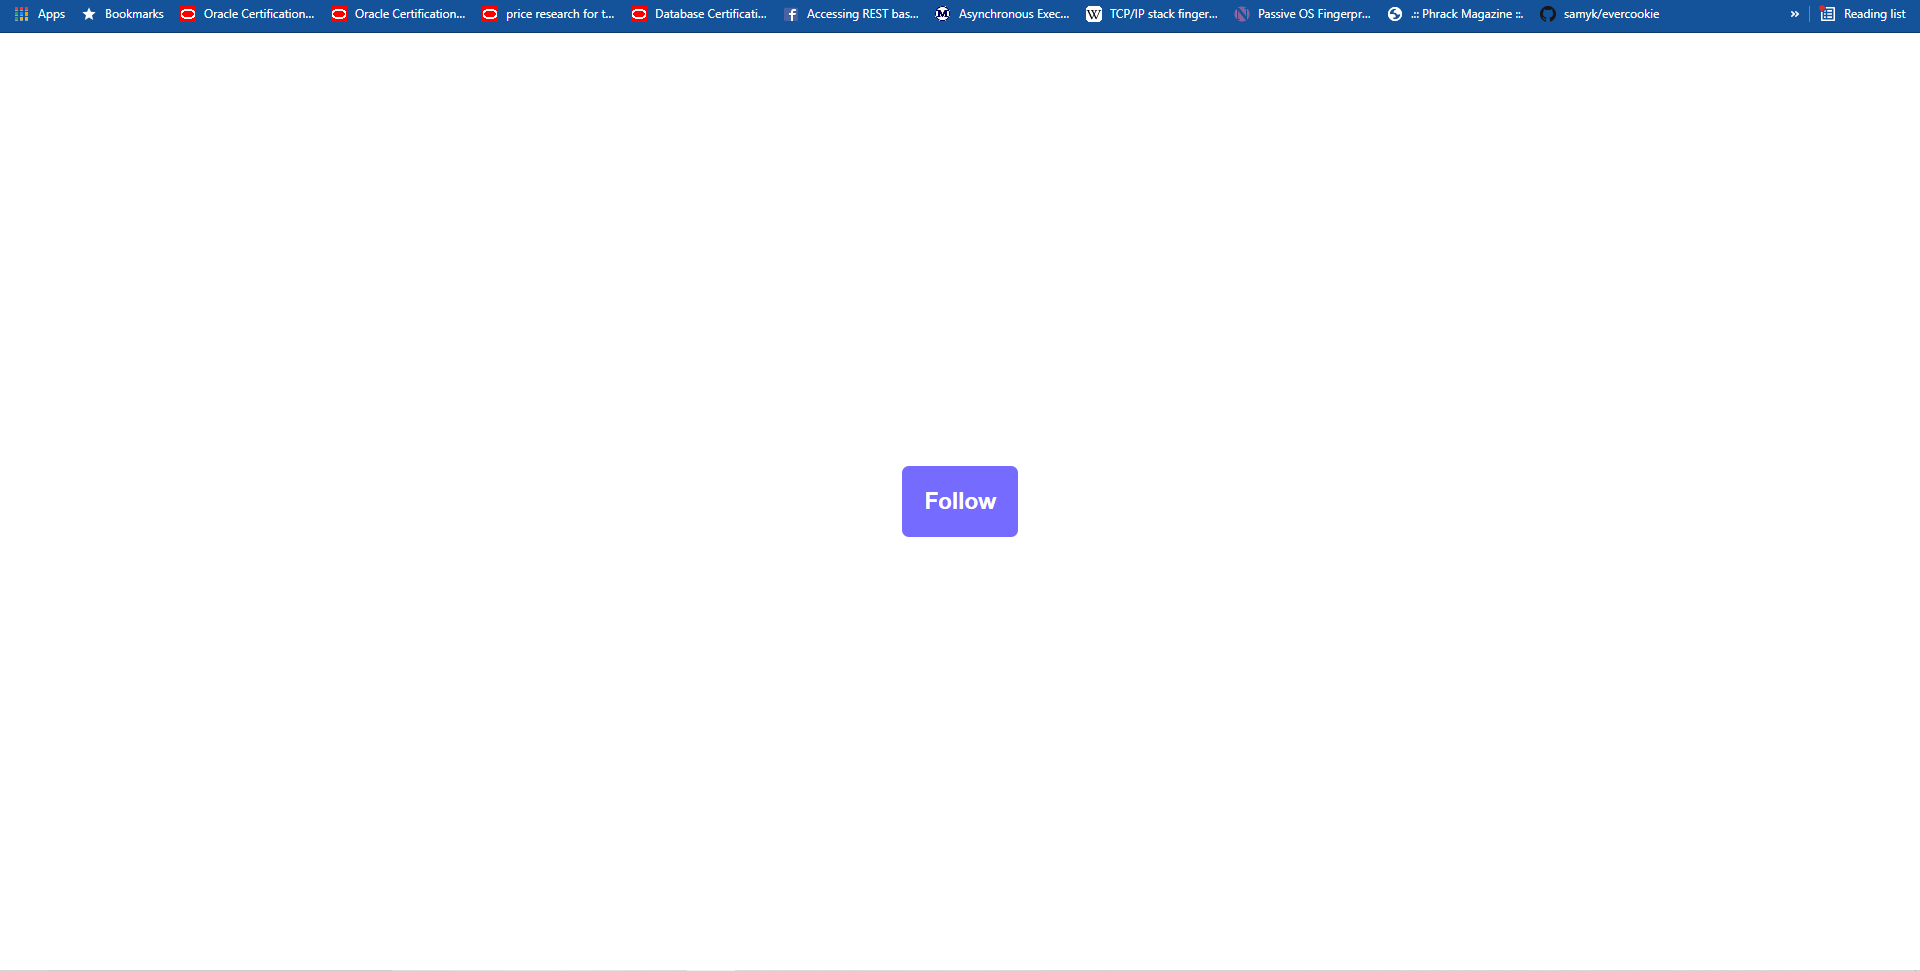 Apps Bookmarks Oracle Certification... Oracle Certification... price research for t... Database Certificati... Accessing REST bas... Asynchronous Exec... TCP/IP stack finger... Passive OS Fingerpr... .:: Phrack Magazine ::. samyk/evercookie » Reading list
Follow